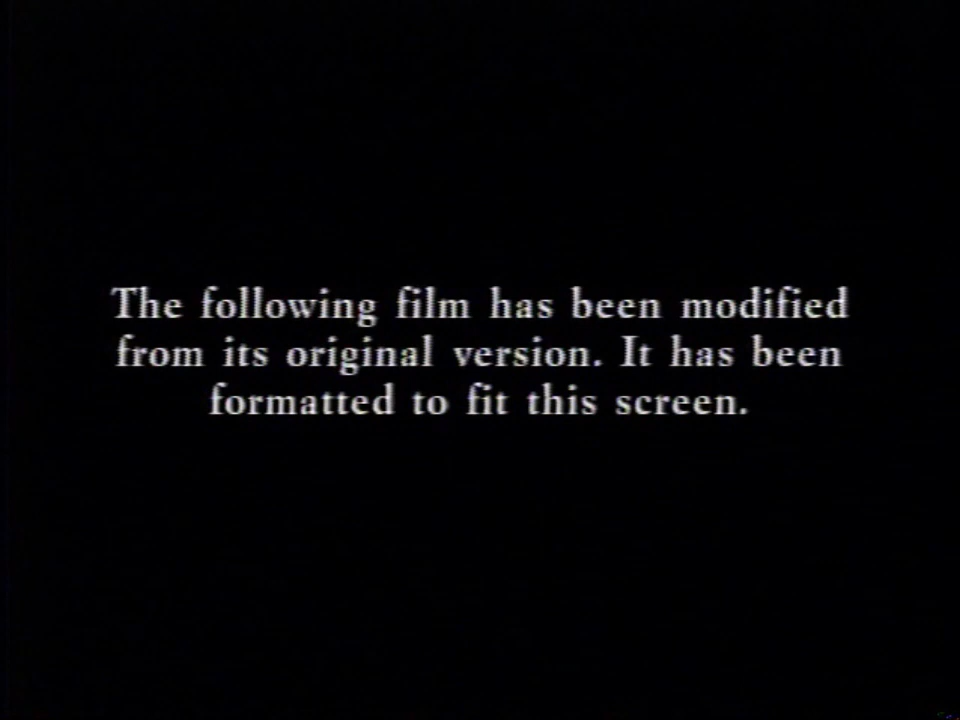 The following film has been modified
from its original version. It has been
formatted to fit this screen.